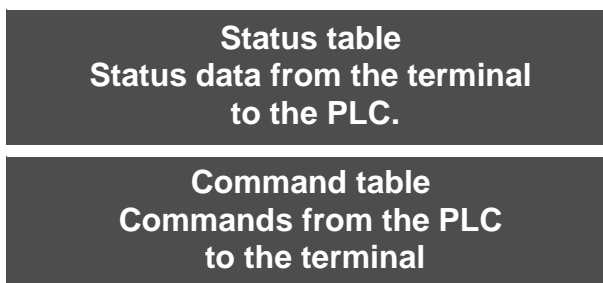 Status table
Status data from the terminal
to the PLC.
Command table
Commands from the PLC
to the terminal